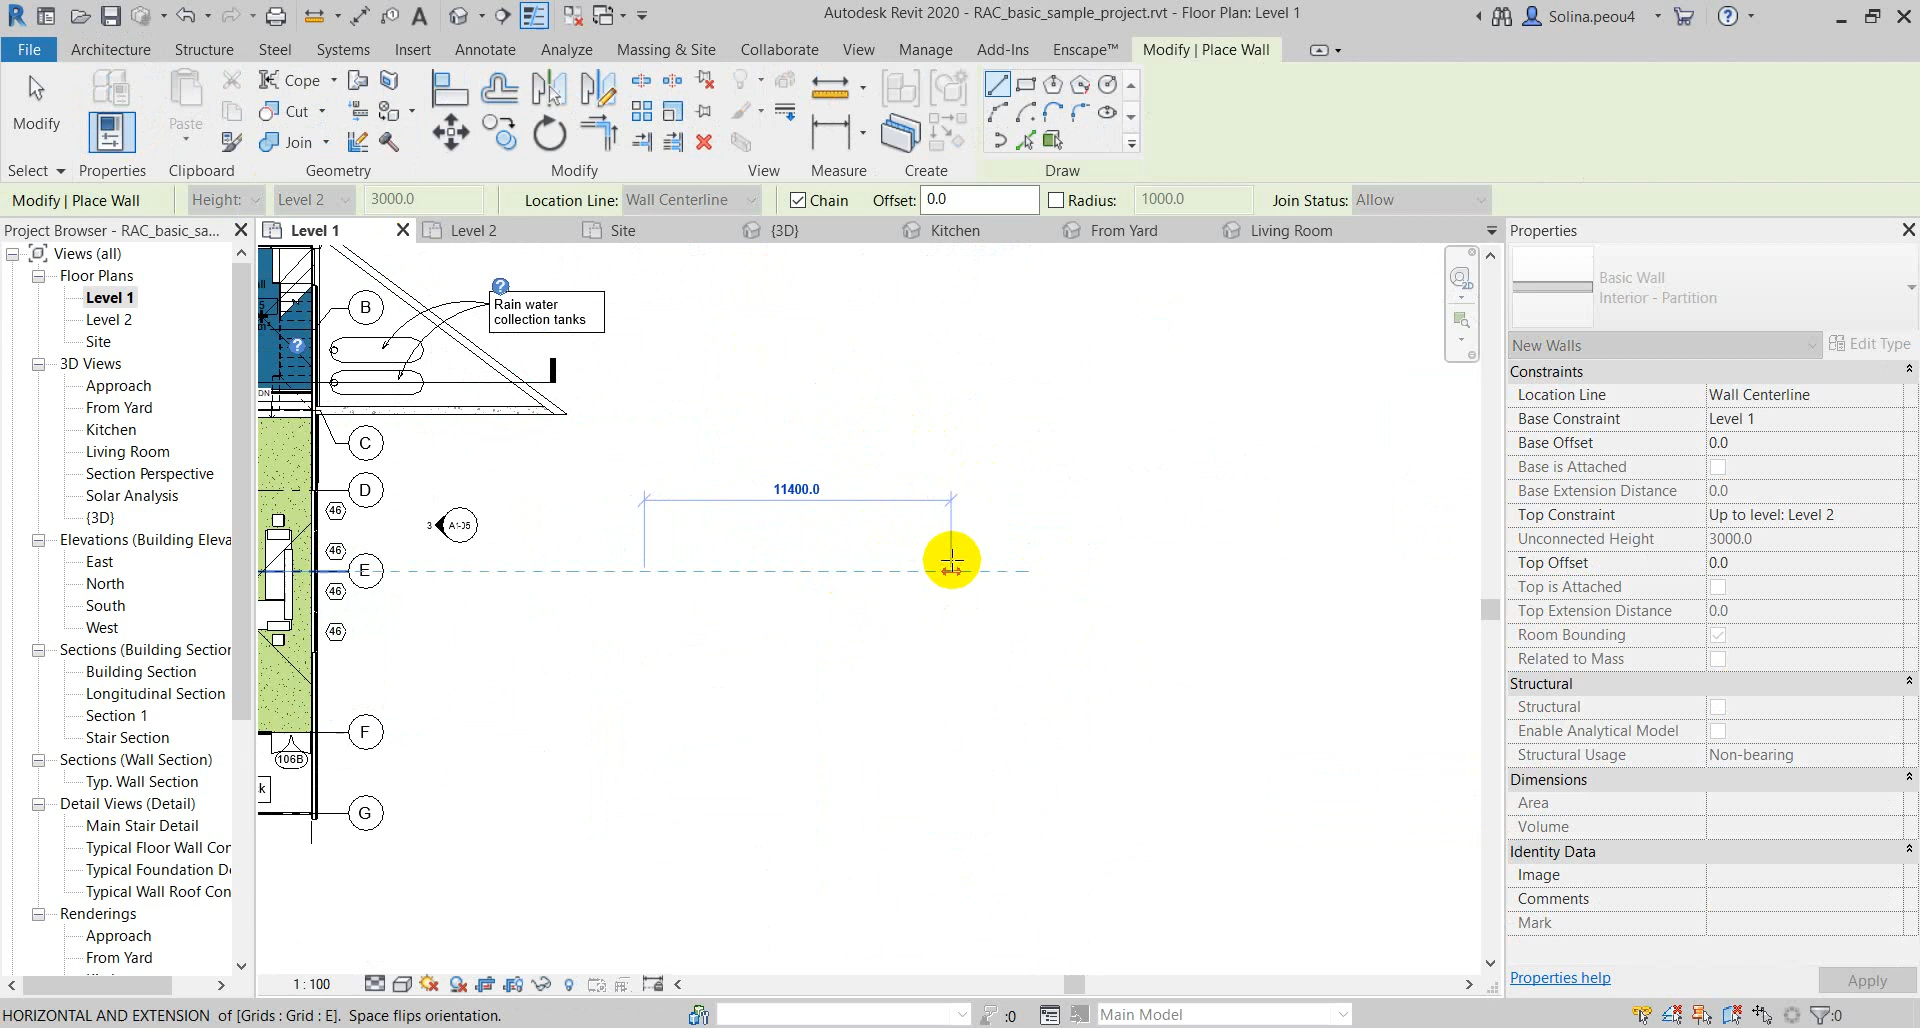 Autodesk Revit 2020 - RAC_basic_sample_project.rvt - Floor Plan: Level 1
Solina.peou4
File Architecture Structure Steel Systems Insert Annotate Analyze Massing & Site Collaborate View Manage Add-Ins Enscape™ Modify | Place Wall
Modify
Paste
Cope
Cut
Join
Select Properties Clipboard Geometry Modify View Measure Create Draw
Modify | Place Wall Height: Level 2 3000.0 Location Line: Wall Centerline Chain Offset: 0.0 Radius: 1000.0 Join Status: Allow
Project Browser - RAC_basic_sa...
Level 1 Level 2 Site {3D} Kitchen From Yard Living Room
Views (all)
Floor Plans
Level 1
Level 2
Site
3D Views
Approach
From Yard
Kitchen
Living Room
Section Perspective
Solar Analysis
{3D}
Elevations (Building Eleva
East
North
South
West
Sections (Building Section
Building Section
Longitudinal Section
Section 1
Stair Section
Sections (Wall Section)
Typ. Wall Section
Detail Views (Detail)
Main Stair Detail
Typical Floor Wall Con
Typical Foundation D
Typical Wall Roof Con
Renderings
Approach
From Yard
B
Rain water
collection tanks
DN
C
D
46
3 A1-05
46
E
46
46
F
106B
k
G
11400.0
2D
Properties
Basic Wall
Interior - Partition
New Walls Edit Type
Constraints
Location Line Wall Centerline
Base Constraint Level 1
Base Offset 0.0
Base is Attached
Base Extension Distance 0.0
Top Constraint Up to level: Level 2
Unconnected Height 3000.0
Top Offset 0.0
Top is Attached
Top Extension Distance 0.0
Room Bounding
Related to Mass
Structural
Structural
Enable Analytical Model
Structural Usage Non-bearing
Dimensions
Area
Volume
Identity Data
Image
Comments
Mark
Properties help Apply
1 : 100
HORIZONTAL AND EXTENSION of [Grids : Grid : E]. Space flips orientation.
:0
Main Model
:0